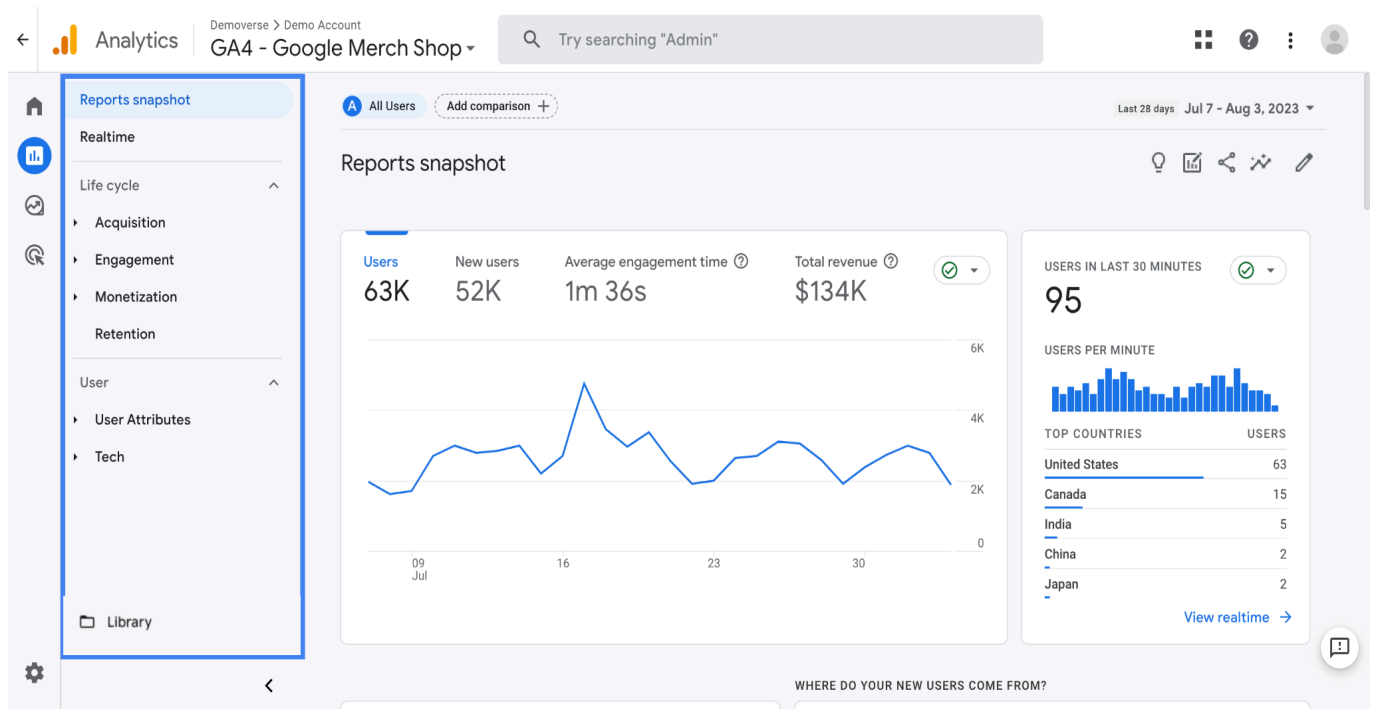 Analytics
Demoverse > Demo Account
GA4 - Google Merch Shop
Try searching "Admin"
Reports snapshot
Realtime
Life cycle
Acquisition
Engagement
Monetization
Retention
User
User Attributes
Tech
Library
A All Users
Add comparison +
Last 28 days Jul 7 - Aug 3, 2023
Reports snapshot
Users
63K
New users
52K
Average engagement time
1m 36s
Total revenue
$134K
6K
4K
2K
0
09
Jul
16
23
30
USERS IN LAST 30 MINUTES
95
USERS PER MINUTE
TOP COUNTRIES USERS
United States 63
Canada 15
India 5
China 2
Japan 2
View realtime
WHERE DO YOUR NEW USERS COME FROM?